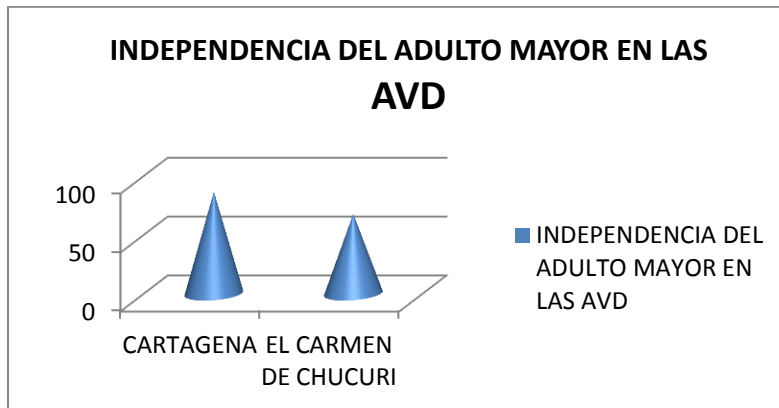 INDEPENDENCIA DEL ADULTO MAYOR EN LAS
AVD
100
50
0
CARTAGENA
EL CARMEN
DE CHUCURI
INDEPENDENCIA DEL
ADULTO MAYOR EN
LAS AVD